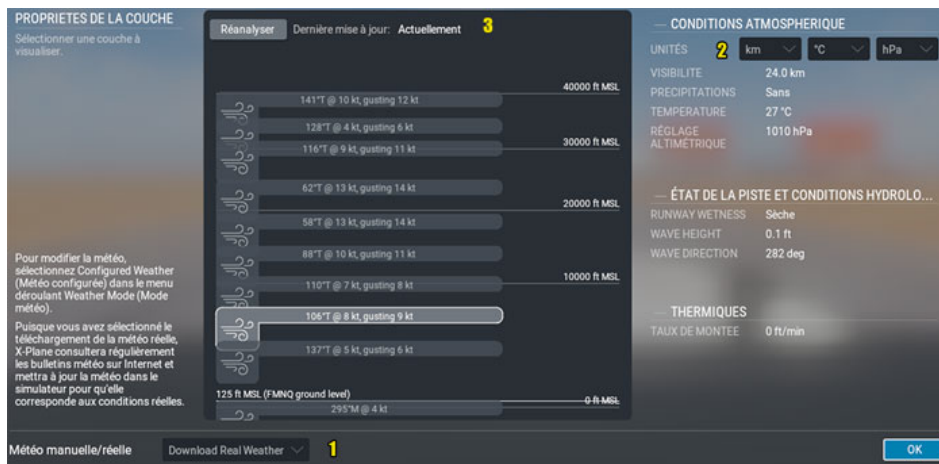 PROPRIETES DE LA COUCHE
Sélectionner une couche à
visualiser.
Réanalyser Dernière mise à jour: Actuellement 3
40000 ft MSL
141°T @ 10 kt, gusting 12 kt
128°T @ 4 kt, gusting 6 kt
30000 ft MSL
116°T @ 9 kt, gusting 11 kt
62°T @ 13 kt, gusting 14 kt
20000 ft MSL
58°T @ 13 kt, gusting 14 kt
88°T @ 10 kt, gusting 11 kt
10000 ft MSL
110°T @ 7 kt, gusting 8 kt
106°T @ 8 kt, gusting 9 kt
137°T @ 5 kt, gusting 6 kt
125 ft MSL (FMNQ ground level)
0 ft MSL
295°M @ 4 kt
CONDITIONS ATMOSPHERIQUE
UNITÉS 2 km °C hPa
VISIBILITE 24.0 km
PRECIPITATIONS Sans
TEMPERATURE 27 °C
RÉGLAGE
ALTIMÉTRIQUE 1010 hPa
ÉTAT DE LA PISTE ET CONDITIONS HYDROLO...
RUNWAY WETNESS Sèche
WAVE HEIGHT 0.1 ft
WAVE DIRECTION 282 deg
THERMIQUES
TAUX DE MONTEE 0 ft/min
Pour modifier la météo,
sélectionnez Configured Weather
(Météo configurée) dans le menu
déroulant Weather Mode (Mode
météo).
Puisque vous avez sélectionné le
téléchargement de la météo réelle,
X-Plane consultera régulièrement
les bulletins météo sur Internet et
mettra à jour la météo dans le
simulateur pour qu'elle
corresponde aux conditions réelles.
Météo manuelle/réelle Download Real Weather 1
OK